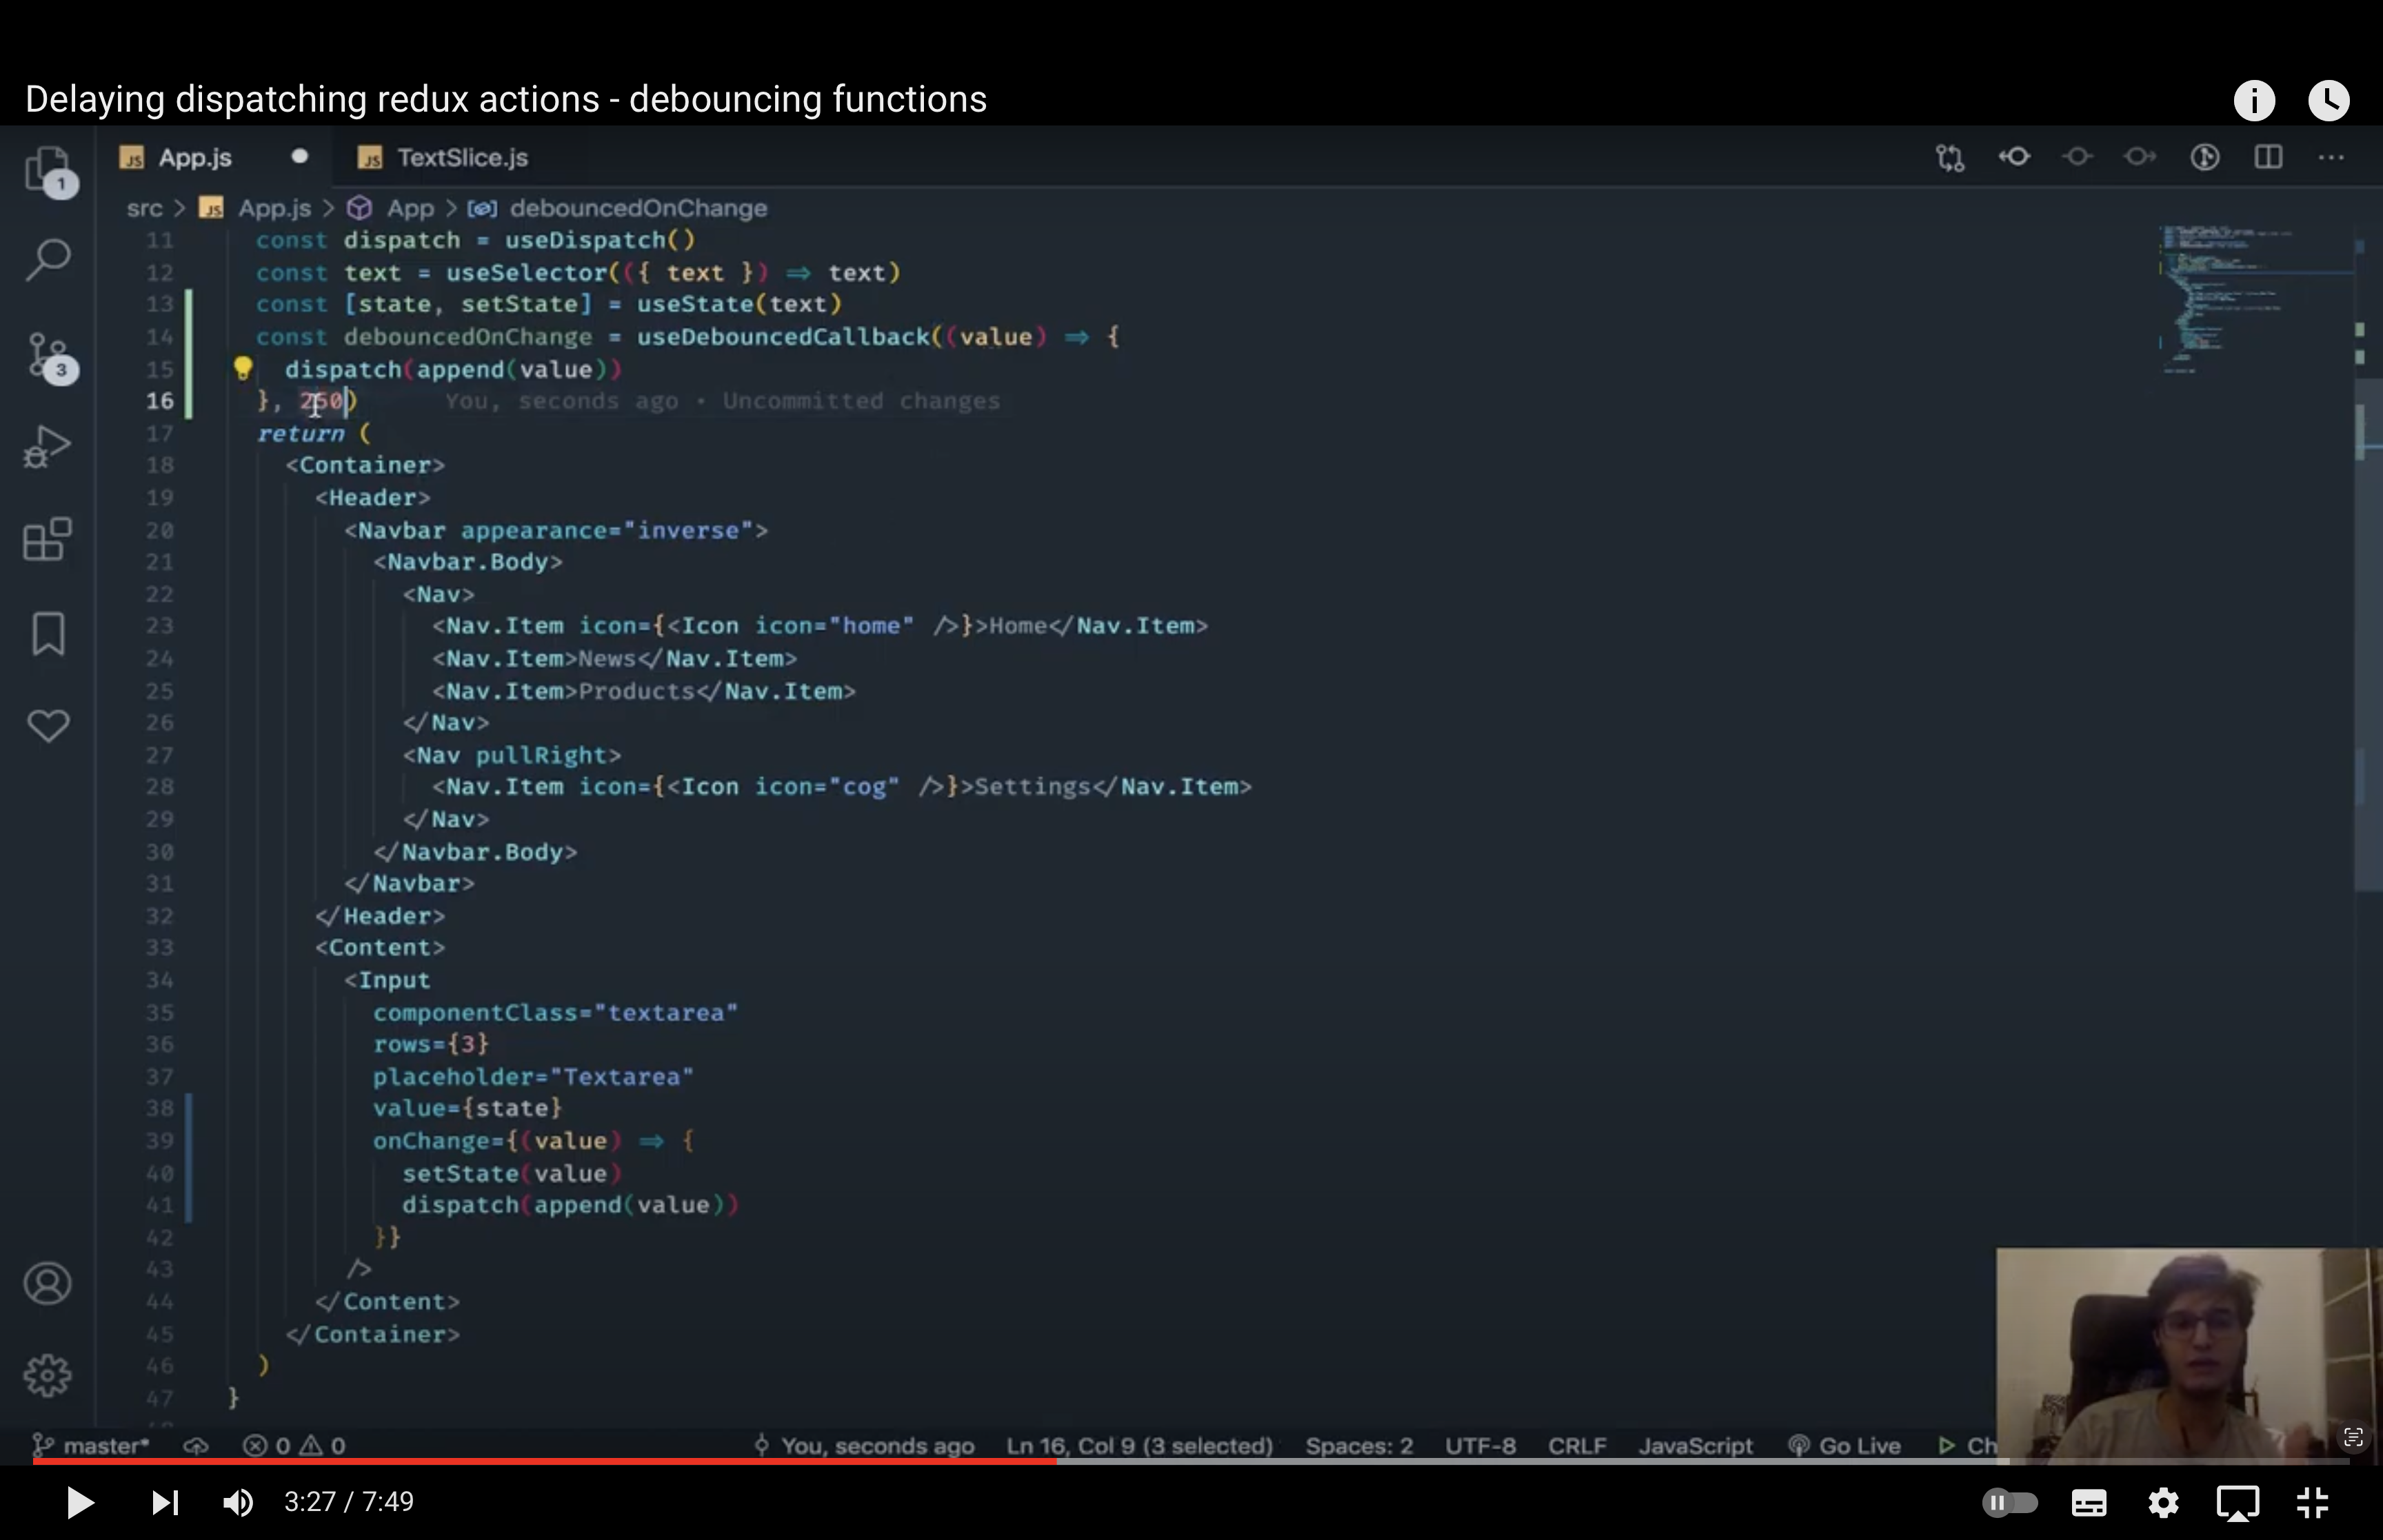 Delaying dispatching redux actions - debouncing functions
JS App.js JS TextSlice.js
1
src > JS App.js > App > debouncedOnChange
11 const dispatch = useDispatch()
12 const text = useSelector(({ text }) ⇒ text)
13 const [state, setState] = useState(text)
14 const debouncedOnChange = useDebouncedCallback((value) ⇒ {
15 dispatch(append(value))
3
16 }, 250) You, seconds ago • Uncommitted changes
17 return (
18 <Container>
19 <Header>
20 <Navbar appearance="inverse">
21 <Navbar.Body>
22 <Nav>
23 <Nav.Item icon={<Icon icon="home" />}>Home</Nav.Item>
24 <Nav.Item>News</Nav.Item>
25 <Nav.Item>Products</Nav.Item>
26 </Nav>
27 <Nav pullRight>
28 <Nav.Item icon={<Icon icon="cog" />}>Settings</Nav.Item>
29 </Nav>
30 </Navbar.Body>
31 </Navbar>
32 </Header>
33 <Content>
34 <Input
35 componentClass="textarea"
36 rows={3}
37 placeholder="Textarea"
38 value={state}
39 onChange={(value) ⇒ {
40 setState(value)
41 dispatch(append(value))
42 }}
43 />
44 </Content>
45 </Container>
46 )
47 }
master* 0 0 You, seconds ago Ln 16, Col 9 (3 selected) Spaces: 2 UTF-8 CRLF JavaScript Go Live Ch
3:27 / 7:49